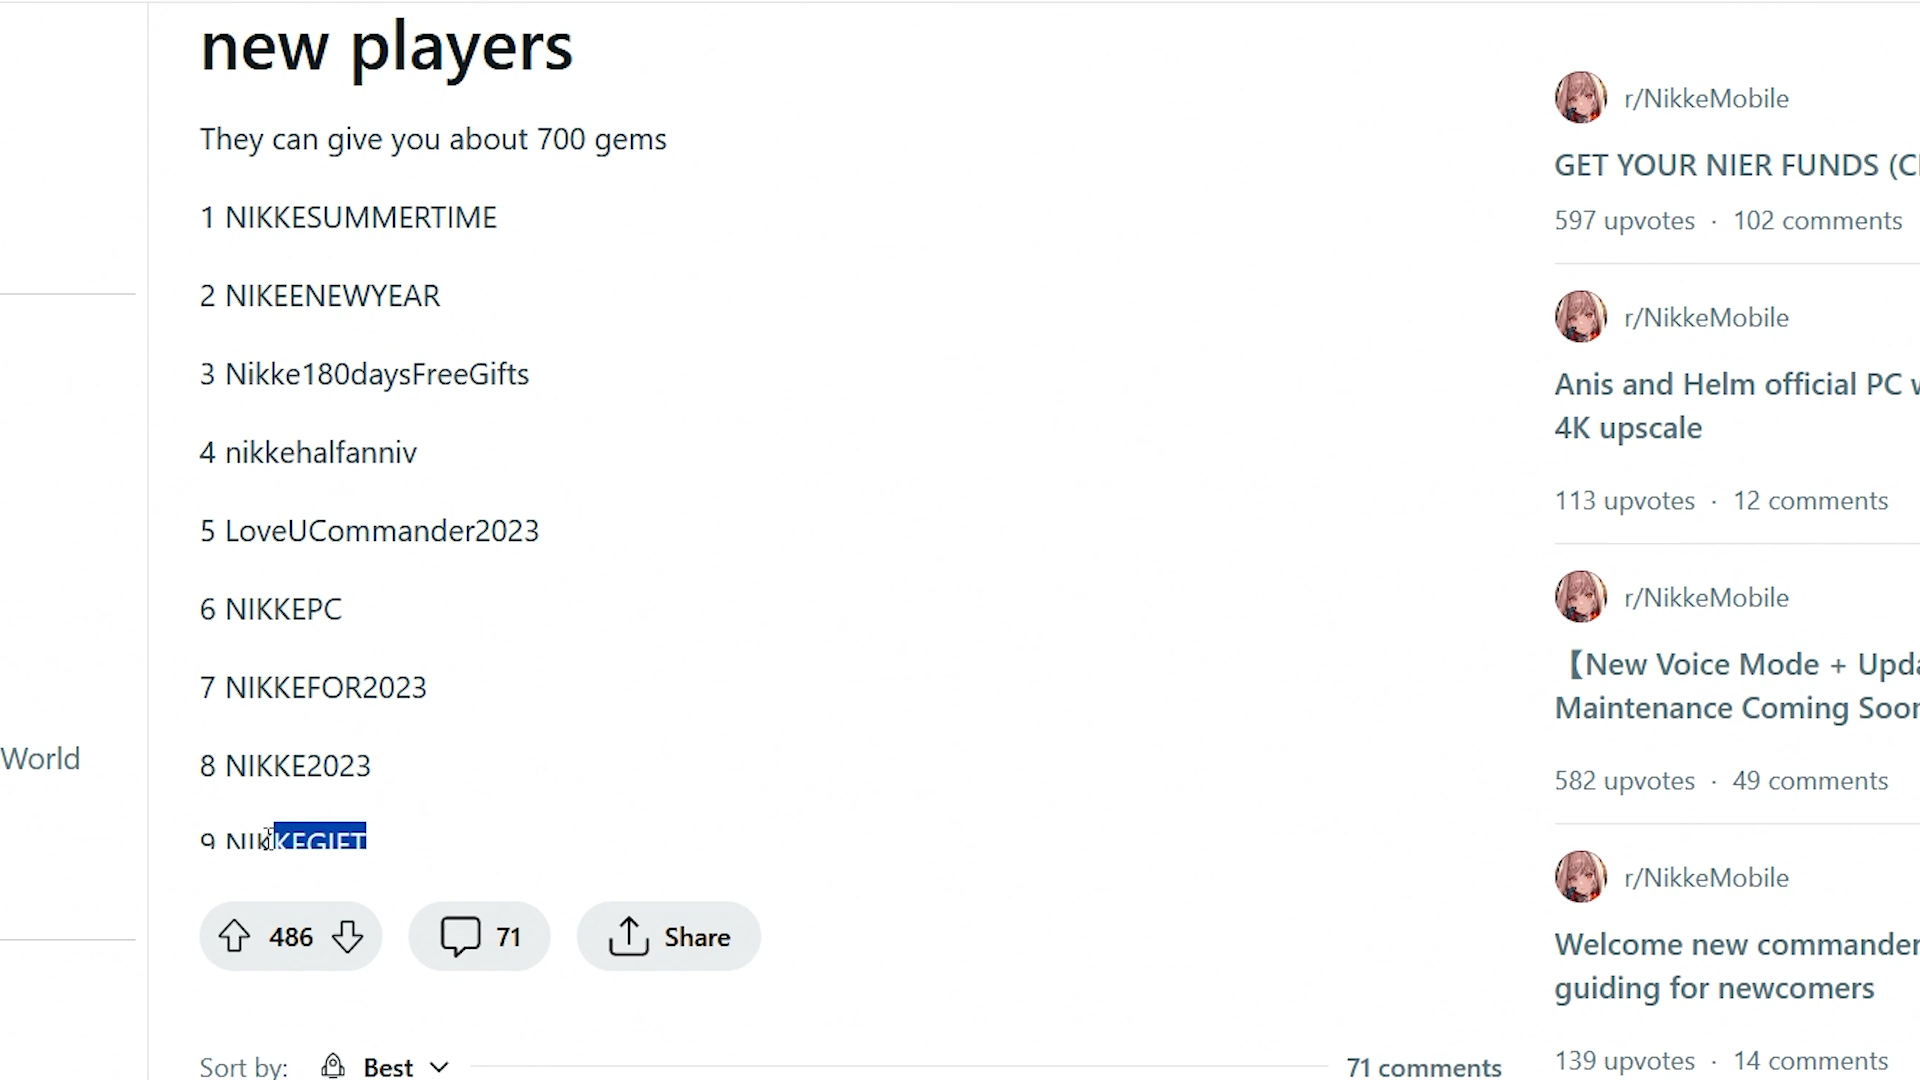 new players
They can give you about 700 gems
1 NIKKESUMMERTIME
2 NIKEENEWYEAR
3 Nikke180daysFreeGifts
4 nikkehalfanniv
5 LoveUCommander2023
6 NIKKEPC
7 NIKKEFOR2023
8 NIKKE2023
9 NIKKEGIFT
486
71
Share
Sort by: Best
71 comments
World
r/NikkeMobile
GET YOUR NIER FUNDS (C
597 upvotes · 102 comments
r/NikkeMobile
Anis and Helm official PC w
4K upscale
113 upvotes · 12 comments
r/NikkeMobile
【New Voice Mode + Upda
Maintenance Coming Soon
582 upvotes · 49 comments
r/NikkeMobile
Welcome new commander
guiding for newcomers
139 upvotes · 14 comments